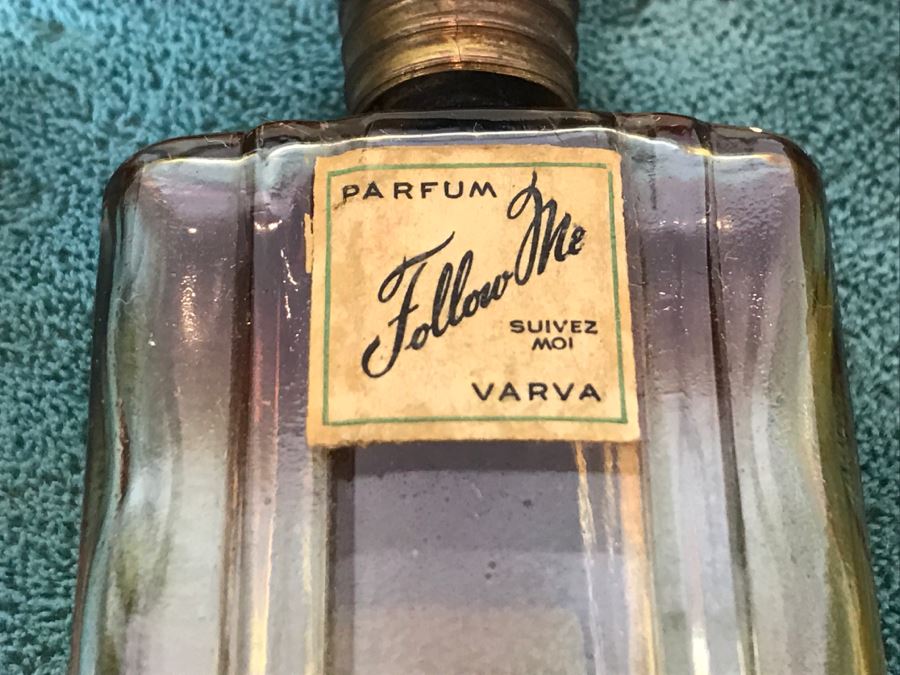 PARFUM
Follow Me
SUIVEZ
MOI
VARVA